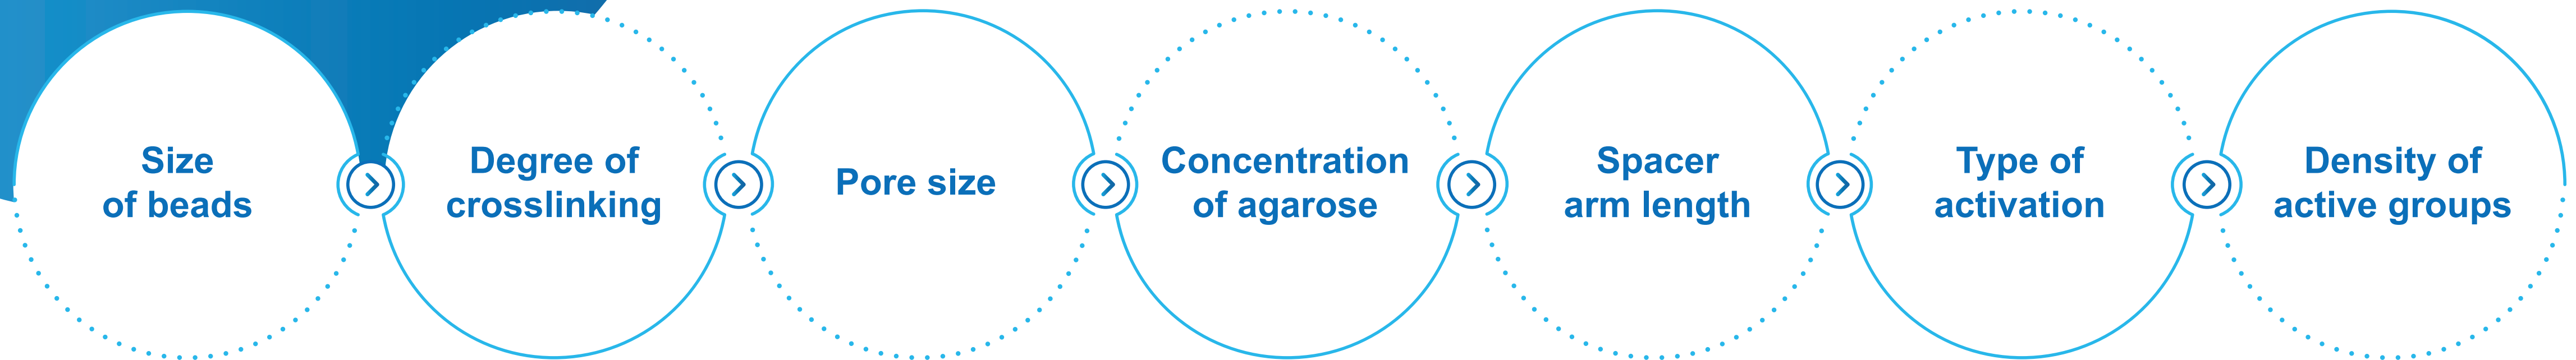 Size
of beads
Degree of
crosslinking
Pore size
Concentration
of agarose
Spacer
arm length
Type of
activation
Density of
active groups